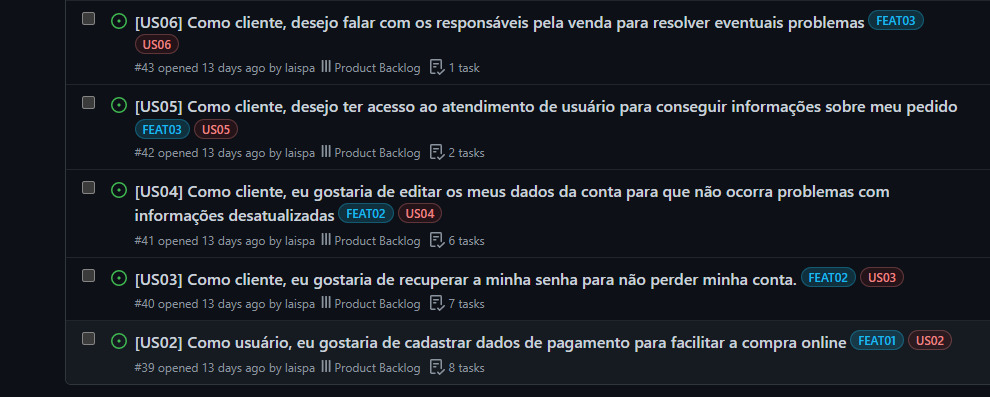 [US06] Como cliente, desejo falar com os responsáveis pela venda para resolver eventuais problemas FEAT03
US06
#43 opened 13 days ago by laispa Product Backlog 1 task
[US05] Como cliente, desejo ter acesso ao atendimento de usuário para conseguir informações sobre meu pedido
FEAT03 US05
#42 opened 13 days ago by laispa Product Backlog 2 tasks
[US04] Como cliente, eu gostaria de editar os meus dados da conta para que não ocorra problemas com
informações desatualizadas FEAT02 US04
#41 opened 13 days ago by laispa Product Backlog 6 tasks
[US03] Como cliente, eu gostaria de recuperar a minha senha para não perder minha conta. FEAT02 US03
#40 opened 13 days ago by laispa Product Backlog 7 tasks
[US02] Como usuário, eu gostaria de cadastrar dados de pagamento para facilitar a compra online FEAT01 US02
#39 opened 13 days ago by laispa Product Backlog 8 tasks